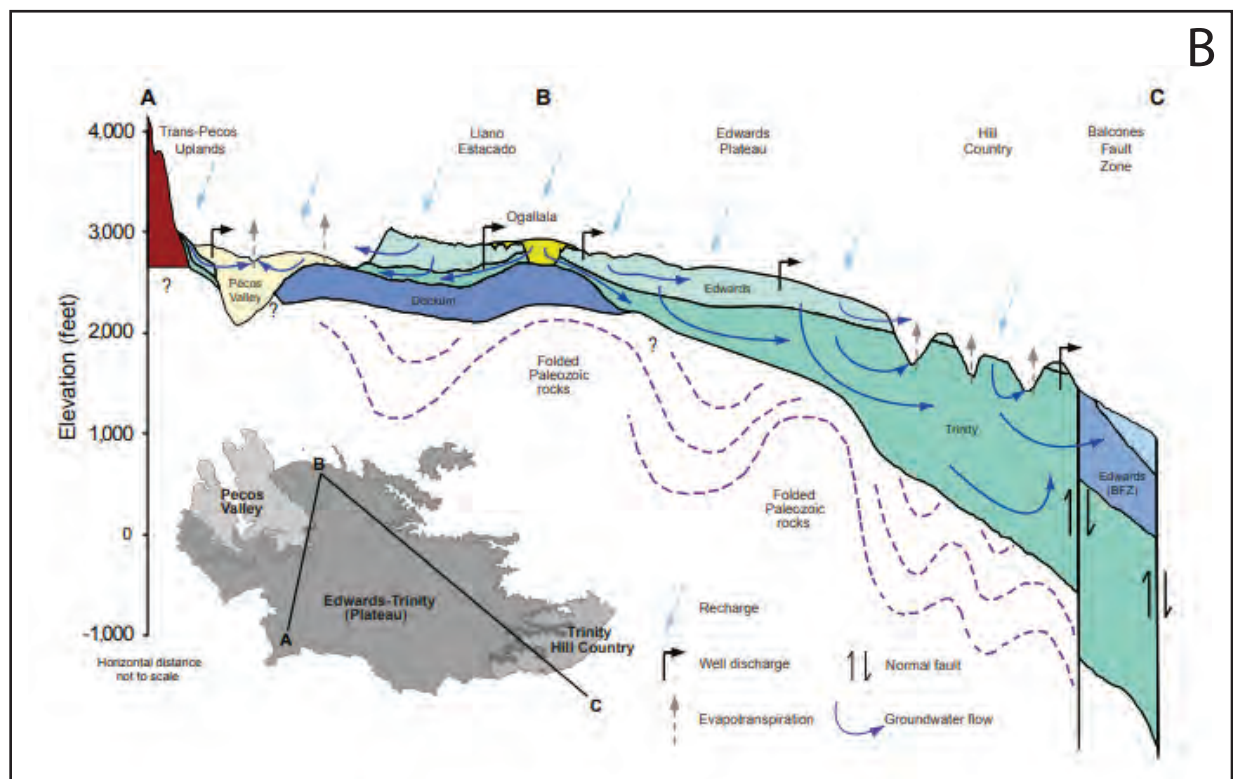 B
A
B
C
4,000
3,000
2,000
1,000
0
-1,000
Elevation (feet)
Trans-Pecos
Uplands
Llano
Estacado
Edwards
Plateau
Hill
Country
Balcones
Fault
Zone
Ogallala
?
Pecos
Valley
?
Dockum
Edwards
?
Folded
Paleozoic
rocks
Trinity
Edwards
(BFZ)
Folded
Paleozoic
rocks
Pecos
Valley
B
Edwards-Trinity
(Plateau)
A
Trinity
Hill Country
C
Horizontal distance
not to scale
Recharge
Well discharge
Normal fault
Evapotranspiration
Groundwater flow